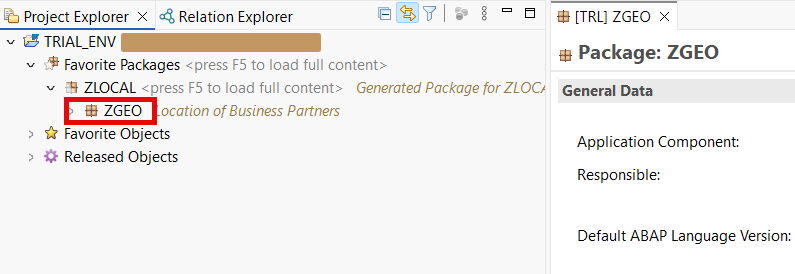 Project Explorer
Relation Explorer
TRIAL_ENV
Favorite Packages <press F5 to load full content>
ZLOCAL <press F5 to load full content> Generated Package for ZLOCA
ZGEO Location of Business Partners
Favorite Objects
Released Objects
[TRL] ZGEO
Package: ZGEO
General Data
Application Component:
Responsible:
Default ABAP Language Version: